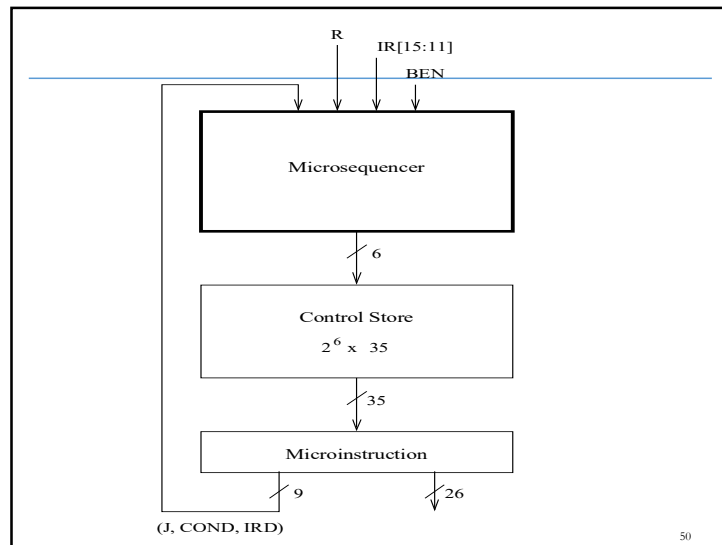 R
IR[15:11]
BEN
Microsequencer
6
Control Store
2⁶ x 35
35
Microinstruction
9
26
(J, COND, IRD)
50